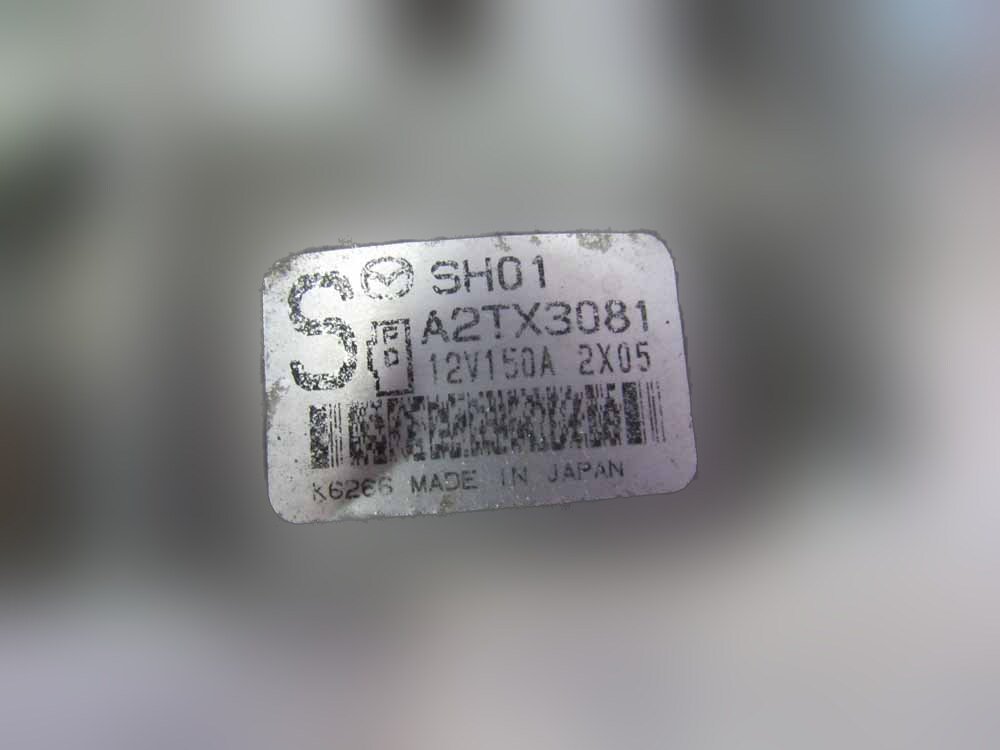 S SH01
A2TX3081
12V150A 2X05
K6266 MADE IN JAPAN